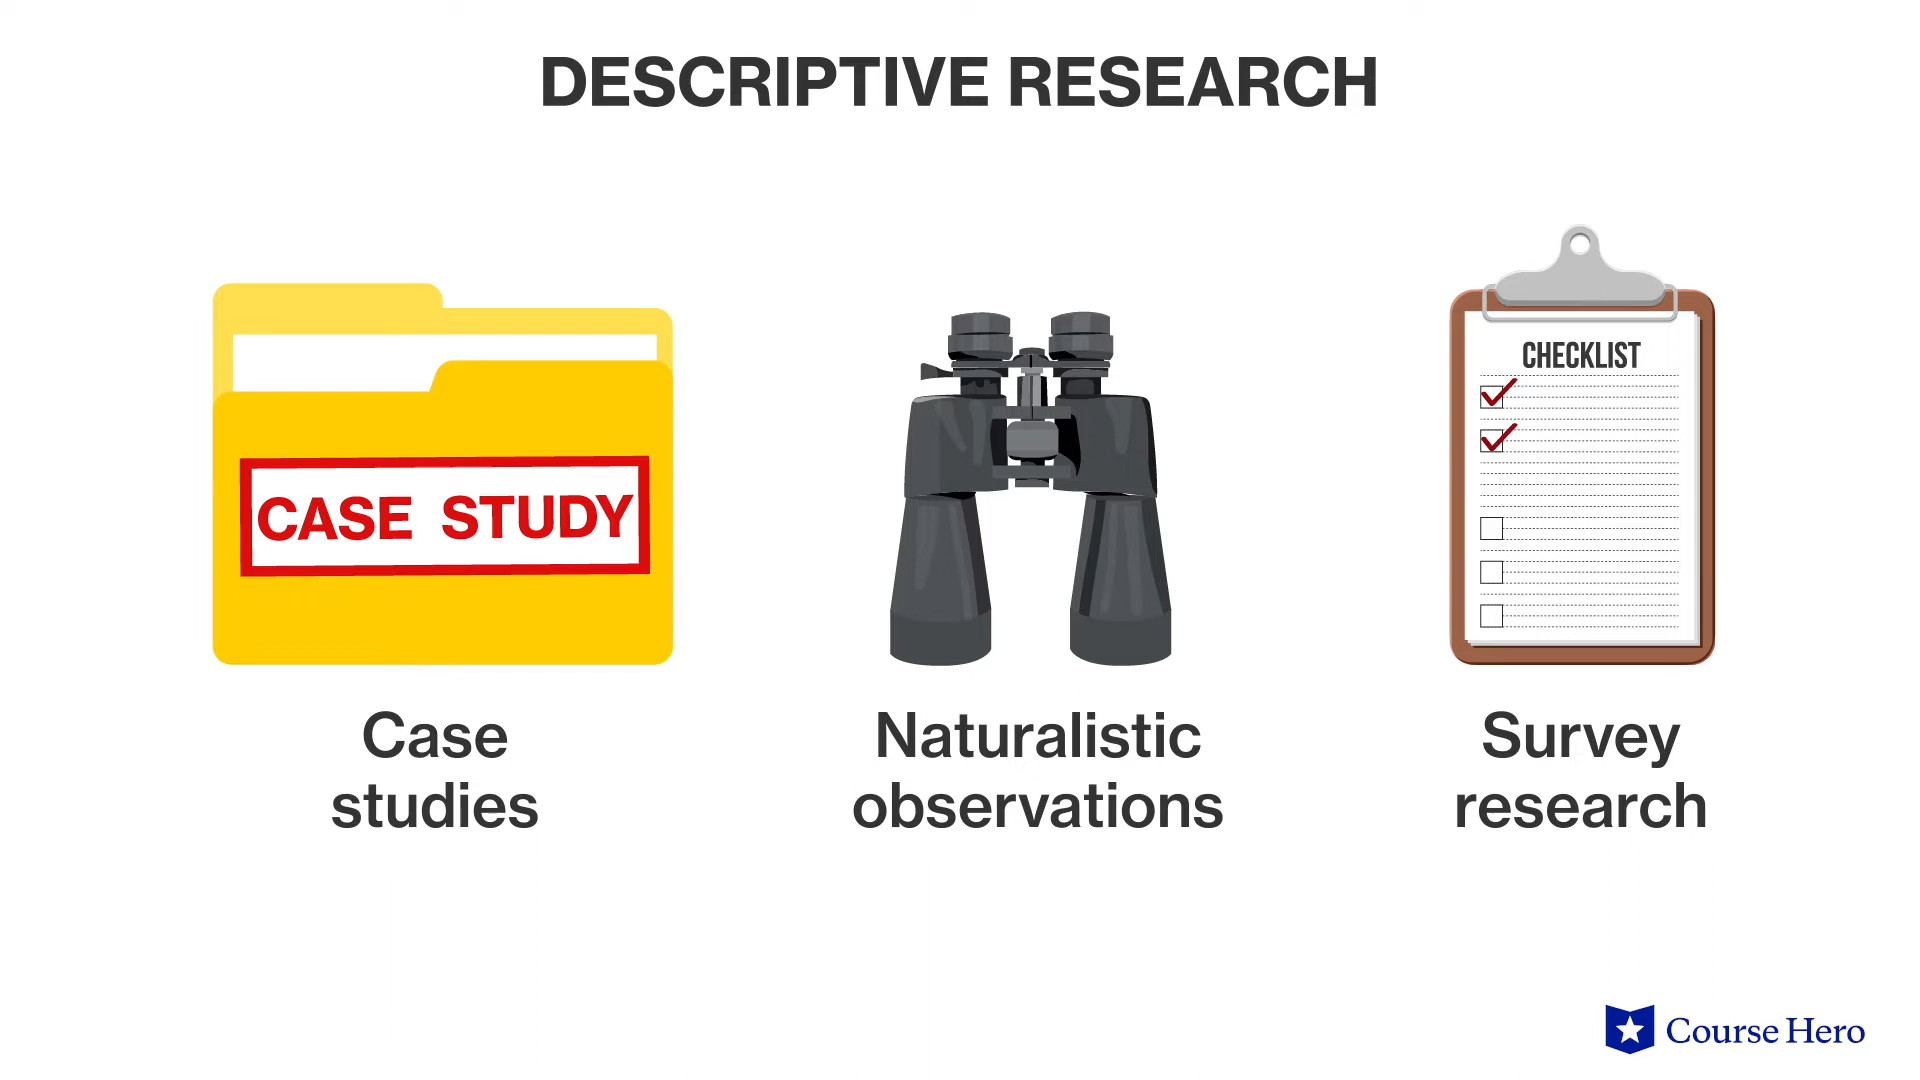 DESCRIPTIVE RESEARCH
CASE STUDY
CHECKLIST
Case
studies
Naturalistic
observations
Survey
research
Course Hero